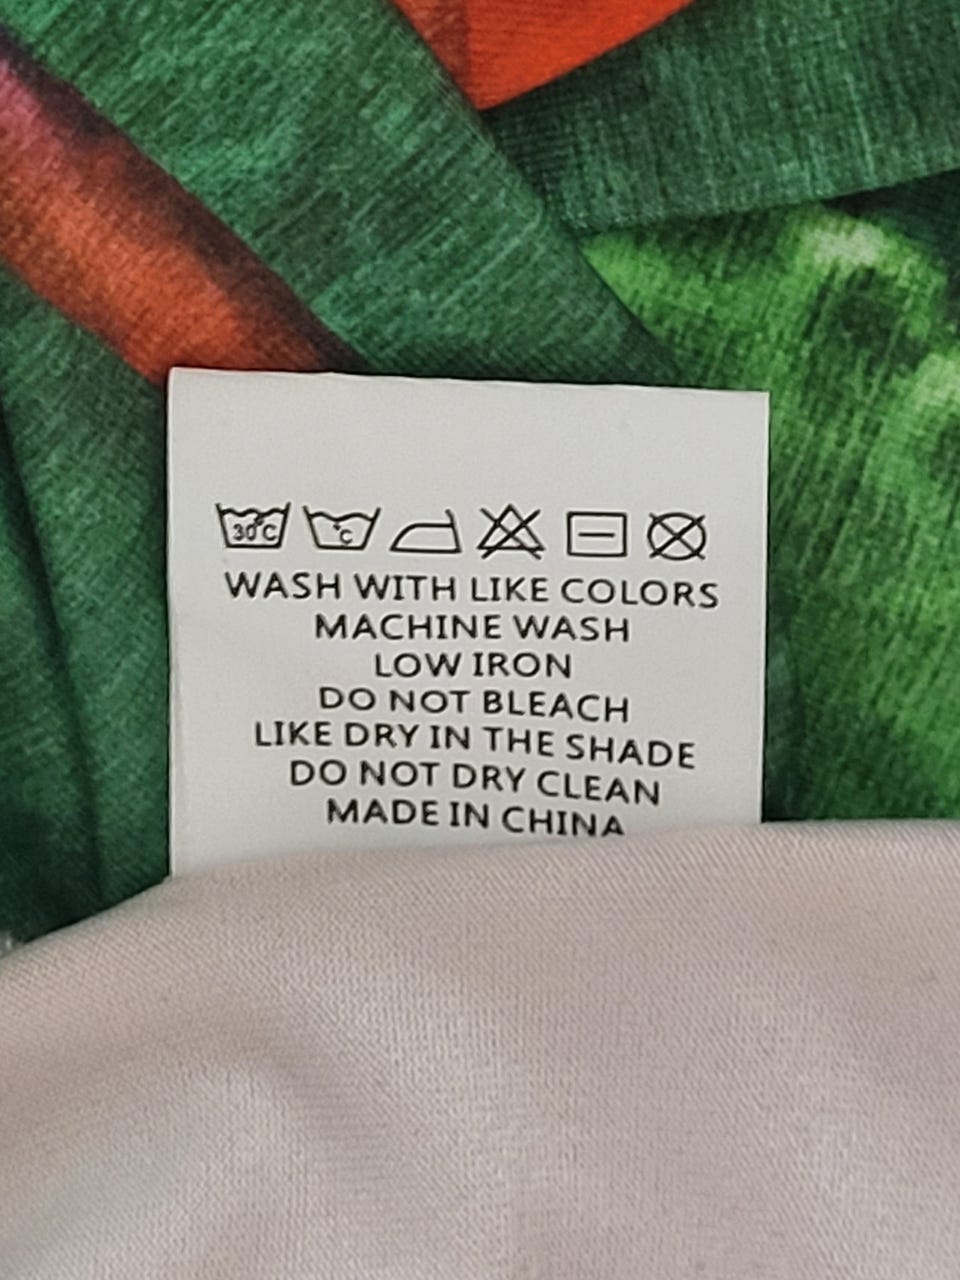 30°C °C
WASH WITH LIKE COLORS
MACHINE WASH
LOW IRON
DO NOT BLEACH
LIKE DRY IN THE SHADE
DO NOT DRY CLEAN
MADE IN CHINA